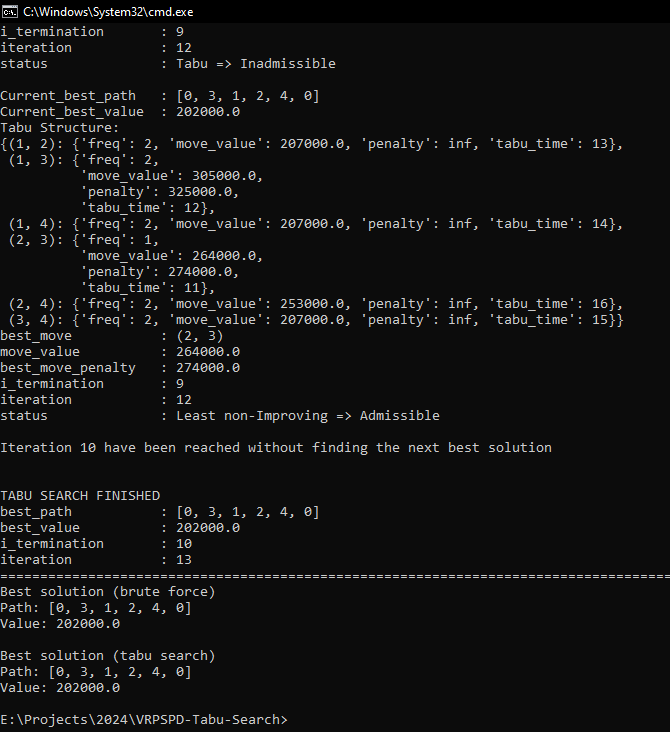 C:\Windows\System32\cmd.exe
i_termination : 9
iteration : 12
status : Tabu => Inadmissible
Current_best_path : [0, 3, 1, 2, 4, 0]
Current_best_value : 202000.0
Tabu Structure:
{(1, 2): {'freq': 2, 'move_value': 207000.0, 'penalty': inf, 'tabu_time': 13},
(1, 3): {'freq': 2,
'move_value': 305000.0,
'penalty': 325000.0,
'tabu_time': 12},
(1, 4): {'freq': 2, 'move_value': 207000.0, 'penalty': inf, 'tabu_time': 14},
(2, 3): {'freq': 1,
'move_value': 264000.0,
'penalty': 274000.0,
'tabu_time': 11},
(2, 4): {'freq': 2, 'move_value': 253000.0, 'penalty': inf, 'tabu_time': 16},
(3, 4): {'freq': 2, 'move_value': 207000.0, 'penalty': inf, 'tabu_time': 15}}
best_move : (2, 3)
move_value : 264000.0
best_move_penalty : 274000.0
i_termination : 9
iteration : 12
status : Least non-Improving => Admissible
Iteration 10 have been reached without finding the next best solution
TABU SEARCH FINISHED
best_path : [0, 3, 1, 2, 4, 0]
best_value : 202000.0
i_termination : 10
iteration : 13
====================================================================================
Best solution (brute force)
Path: [0, 3, 1, 2, 4, 0]
Value: 202000.0
Best solution (tabu search)
Path: [0, 3, 1, 2, 4, 0]
Value: 202000.0
E:\Projects\2024\VRPSPD-Tabu-Search>